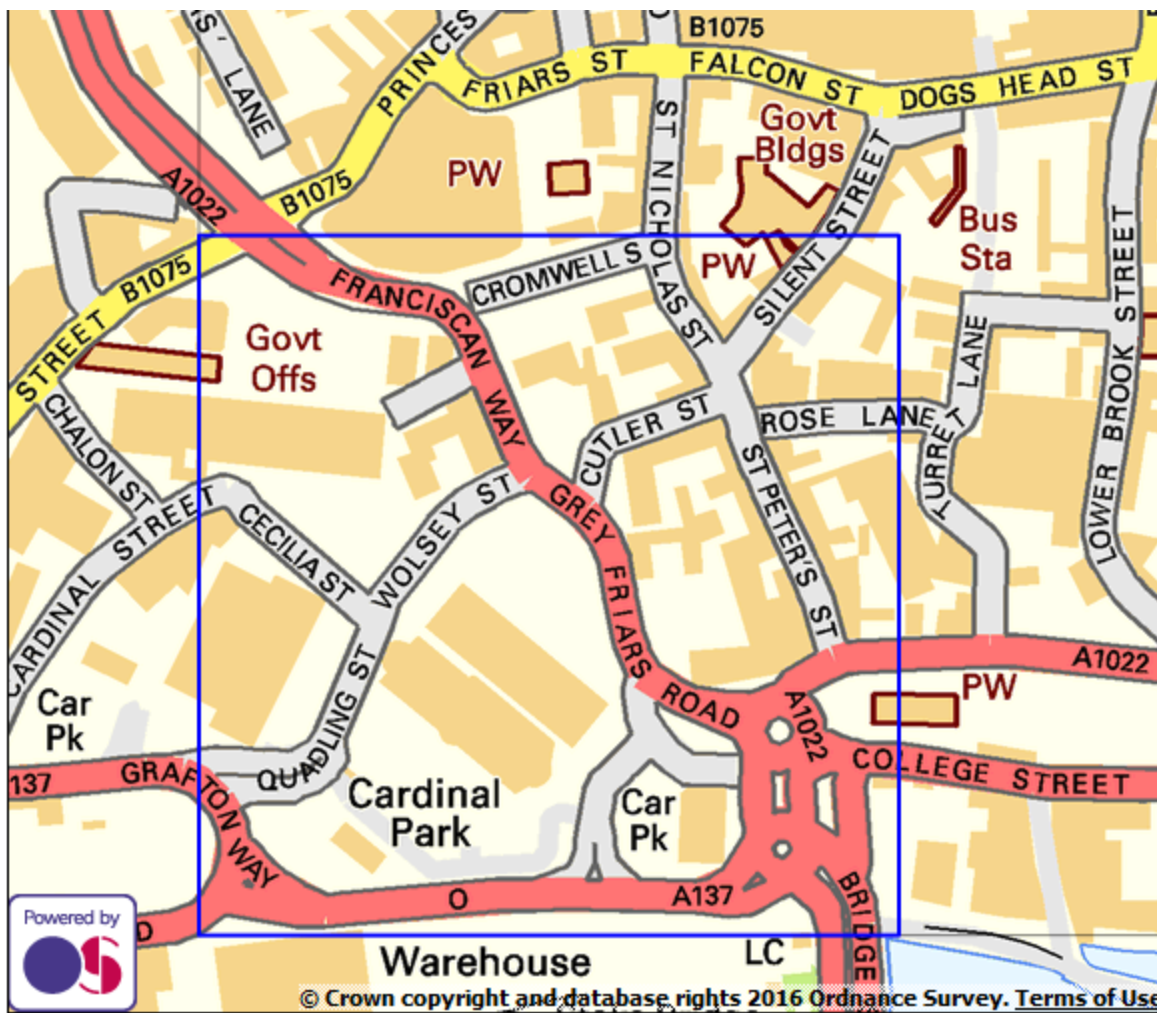 IS' LANE
PRINCES
B1075
FRIARS ST
FALCON ST
DOGS HEAD ST
ST NICHOLAS ST
Govt
Bldgs
SILENT STREET
PW
A1022
B1075
Bus
Sta
PW
CROMWELL S
B1075
STREET
FRANCISCAN WAY
Govt
Offs
LANE
TURRET
LOWER BROOK STREET
CHALON ST
CUTLER ST
ROSE LANE
ST PETER'S ST
CARDINAL STREET
CECILIA ST
WOLSEY ST
GREY FRIARS ROAD
A1022
PW
A1022
Car
Pk
QUADLING ST
137
GRAFTON WAY
COLLEGE STREET
Cardinal
Park
Car
Pk
O
A137
BRIDGE
D
Powered by
OS
Warehouse
LC
© Crown copyright and database rights 2016 Ordnance Survey. Terms of Use